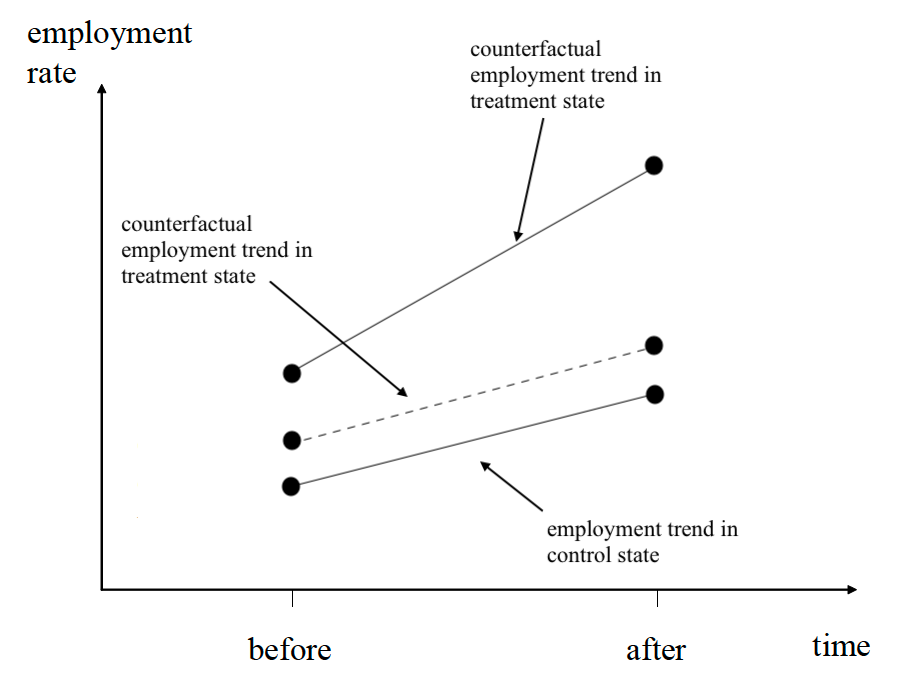 employment
rate
counterfactual
employment trend in
treatment state
counterfactual
employment trend in
treatment state
employment trend in
control state
before
after
time